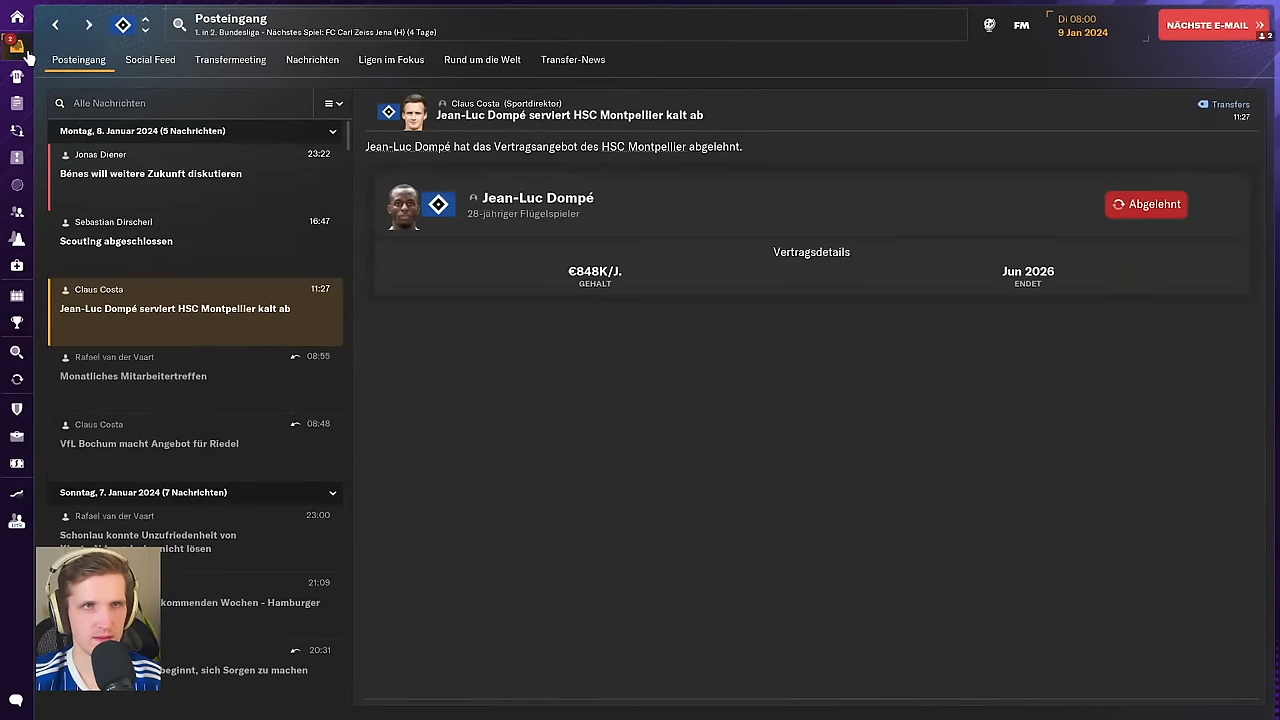 Posteingang
1. in 2. Bundesliga - Nächstes Spiel: FC Carl Zeiss Jena (H) (4 Tage)
FM
Di 08:00
9 Jan 2024
NÄCHSTE E-MAIL
2
2
Posteingang
Social Feed
Transfermeeting
Nachrichten
Ligen im Fokus
Rund um die Welt
Transfer-News
Alle Nachrichten
Montag, 8. Januar 2024 (5 Nachrichten)
Jonas Diener
23:22
Bénes will weitere Zukunft diskutieren
Sebastian Dirscherl
16:47
Scouting abgeschlossen
Claus Costa
11:27
Jean-Luc Dompé serviert HSC Montpellier kalt ab
Rafael van der Vaart
08:55
Monatliches Mitarbeitertreffen
Claus Costa
08:48
VfL Bochum macht Angebot für Riedel
Sonntag, 7. Januar 2024 (7 Nachrichten)
Rafael van der Vaart
23:00
Schonlau konnte Unzufriedenheit von
nicht lösen
21:09
kommenden Wochen - Hamburger
20:31
beginnt, sich Sorgen zu machen
Claus Costa (Sportdirektor)
Jean-Luc Dompé serviert HSC Montpellier kalt ab
Transfers
11:27
Jean-Luc Dompé hat das Vertragsangebot des HSC Montpellier abgelehnt.
Jean-Luc Dompé
28-jähriger Flügelspieler
Abgelehnt
Vertragsdetails
€848K/J.
GEHALT
Jun 2026
ENDET